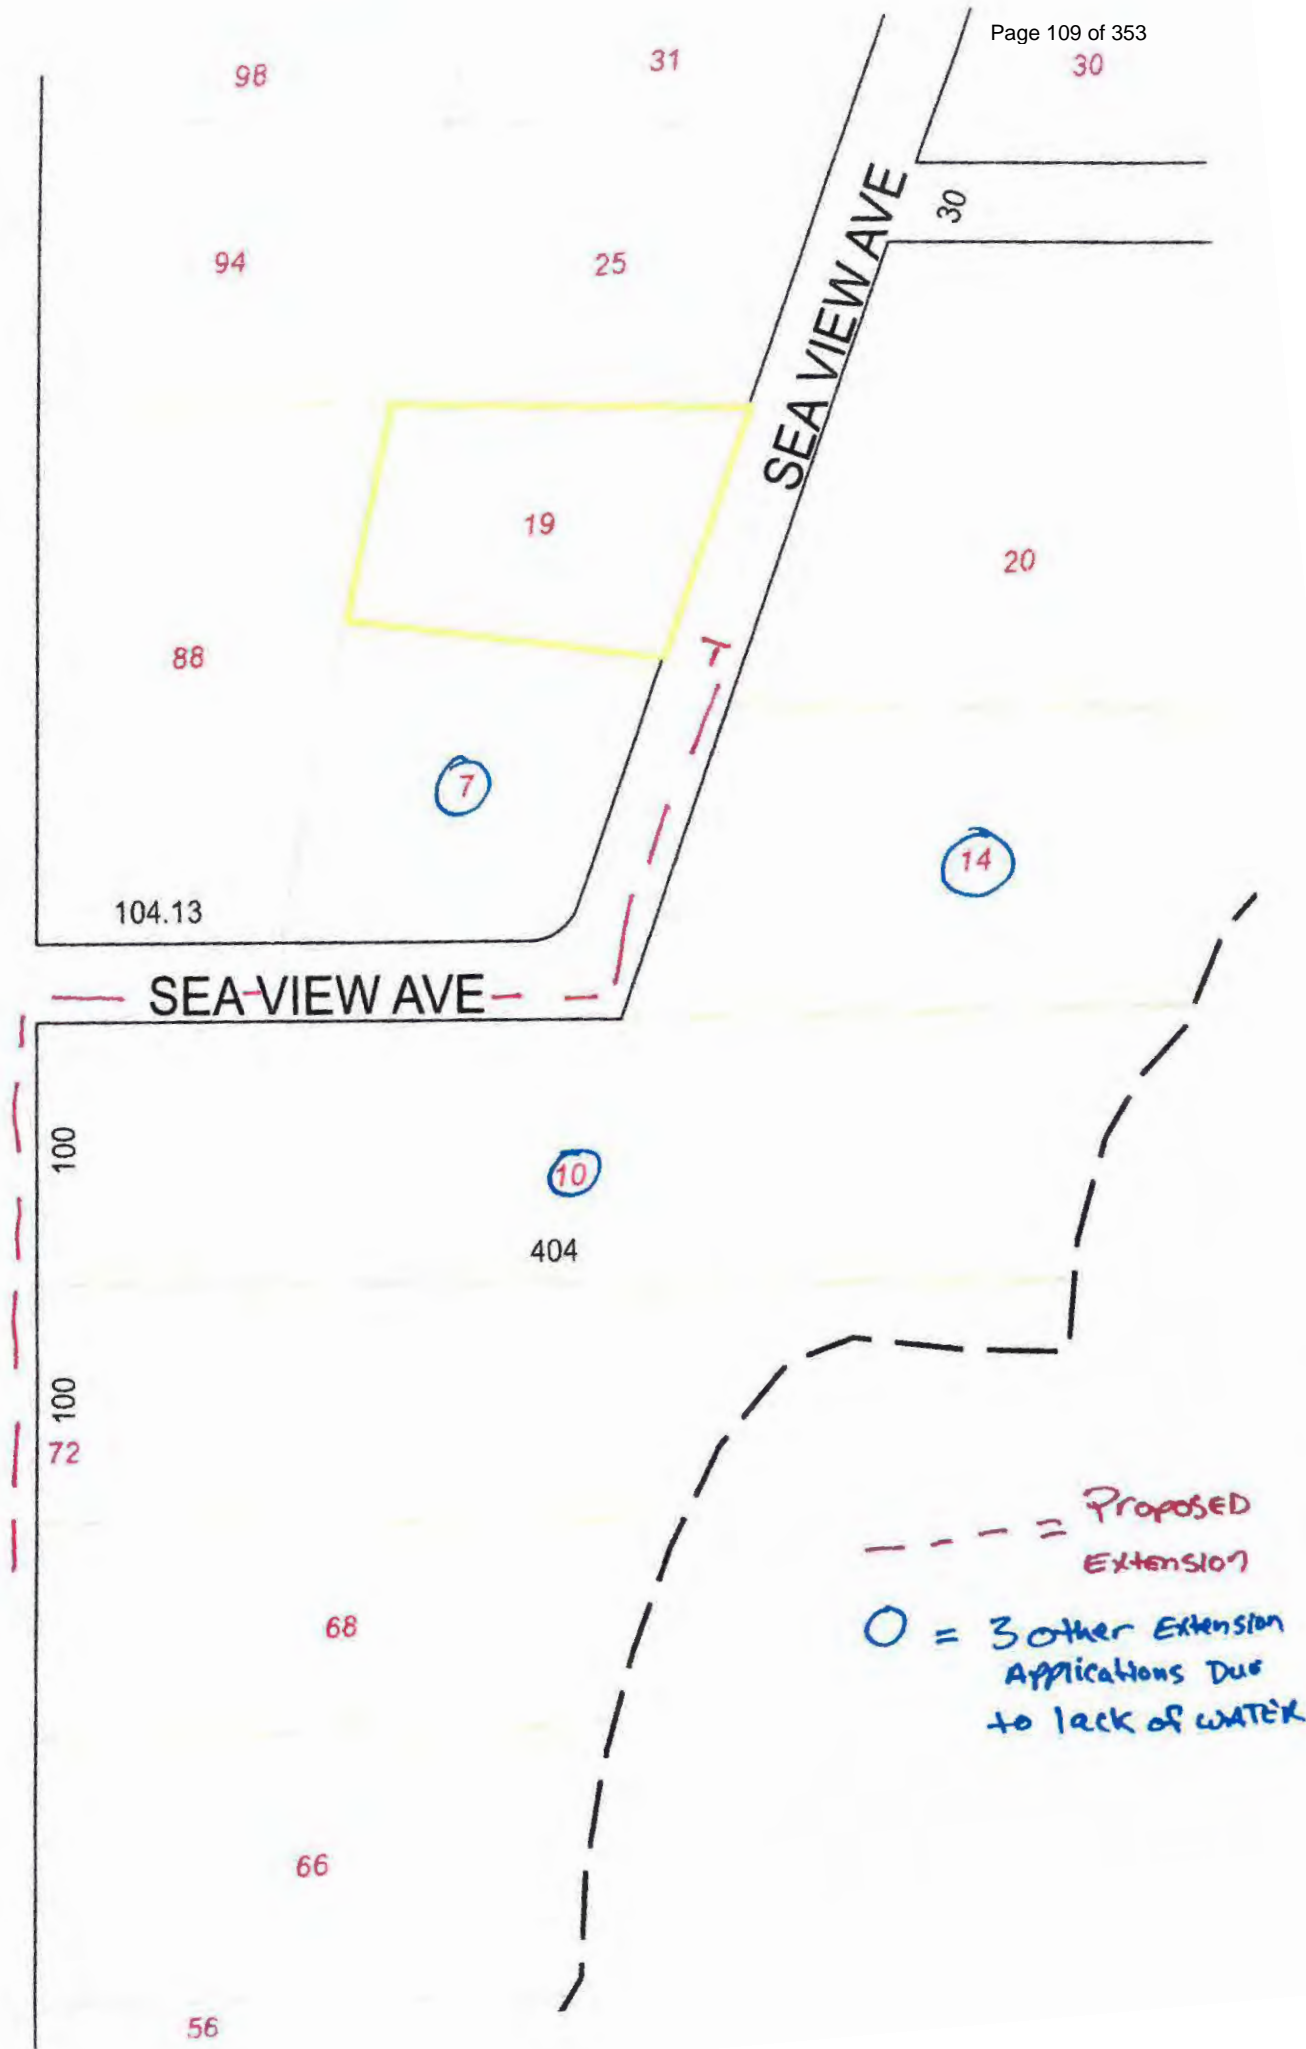 Page 109 of 353
98
31
30
30
SEA VIEW AVE
94
25
19
20
88
7
14
104.13
SEA VIEW AVE
100
10
404
100
72
Proposed
Extension
= 3 other Extension
Applications Due
to lack of WATER
68
66
56